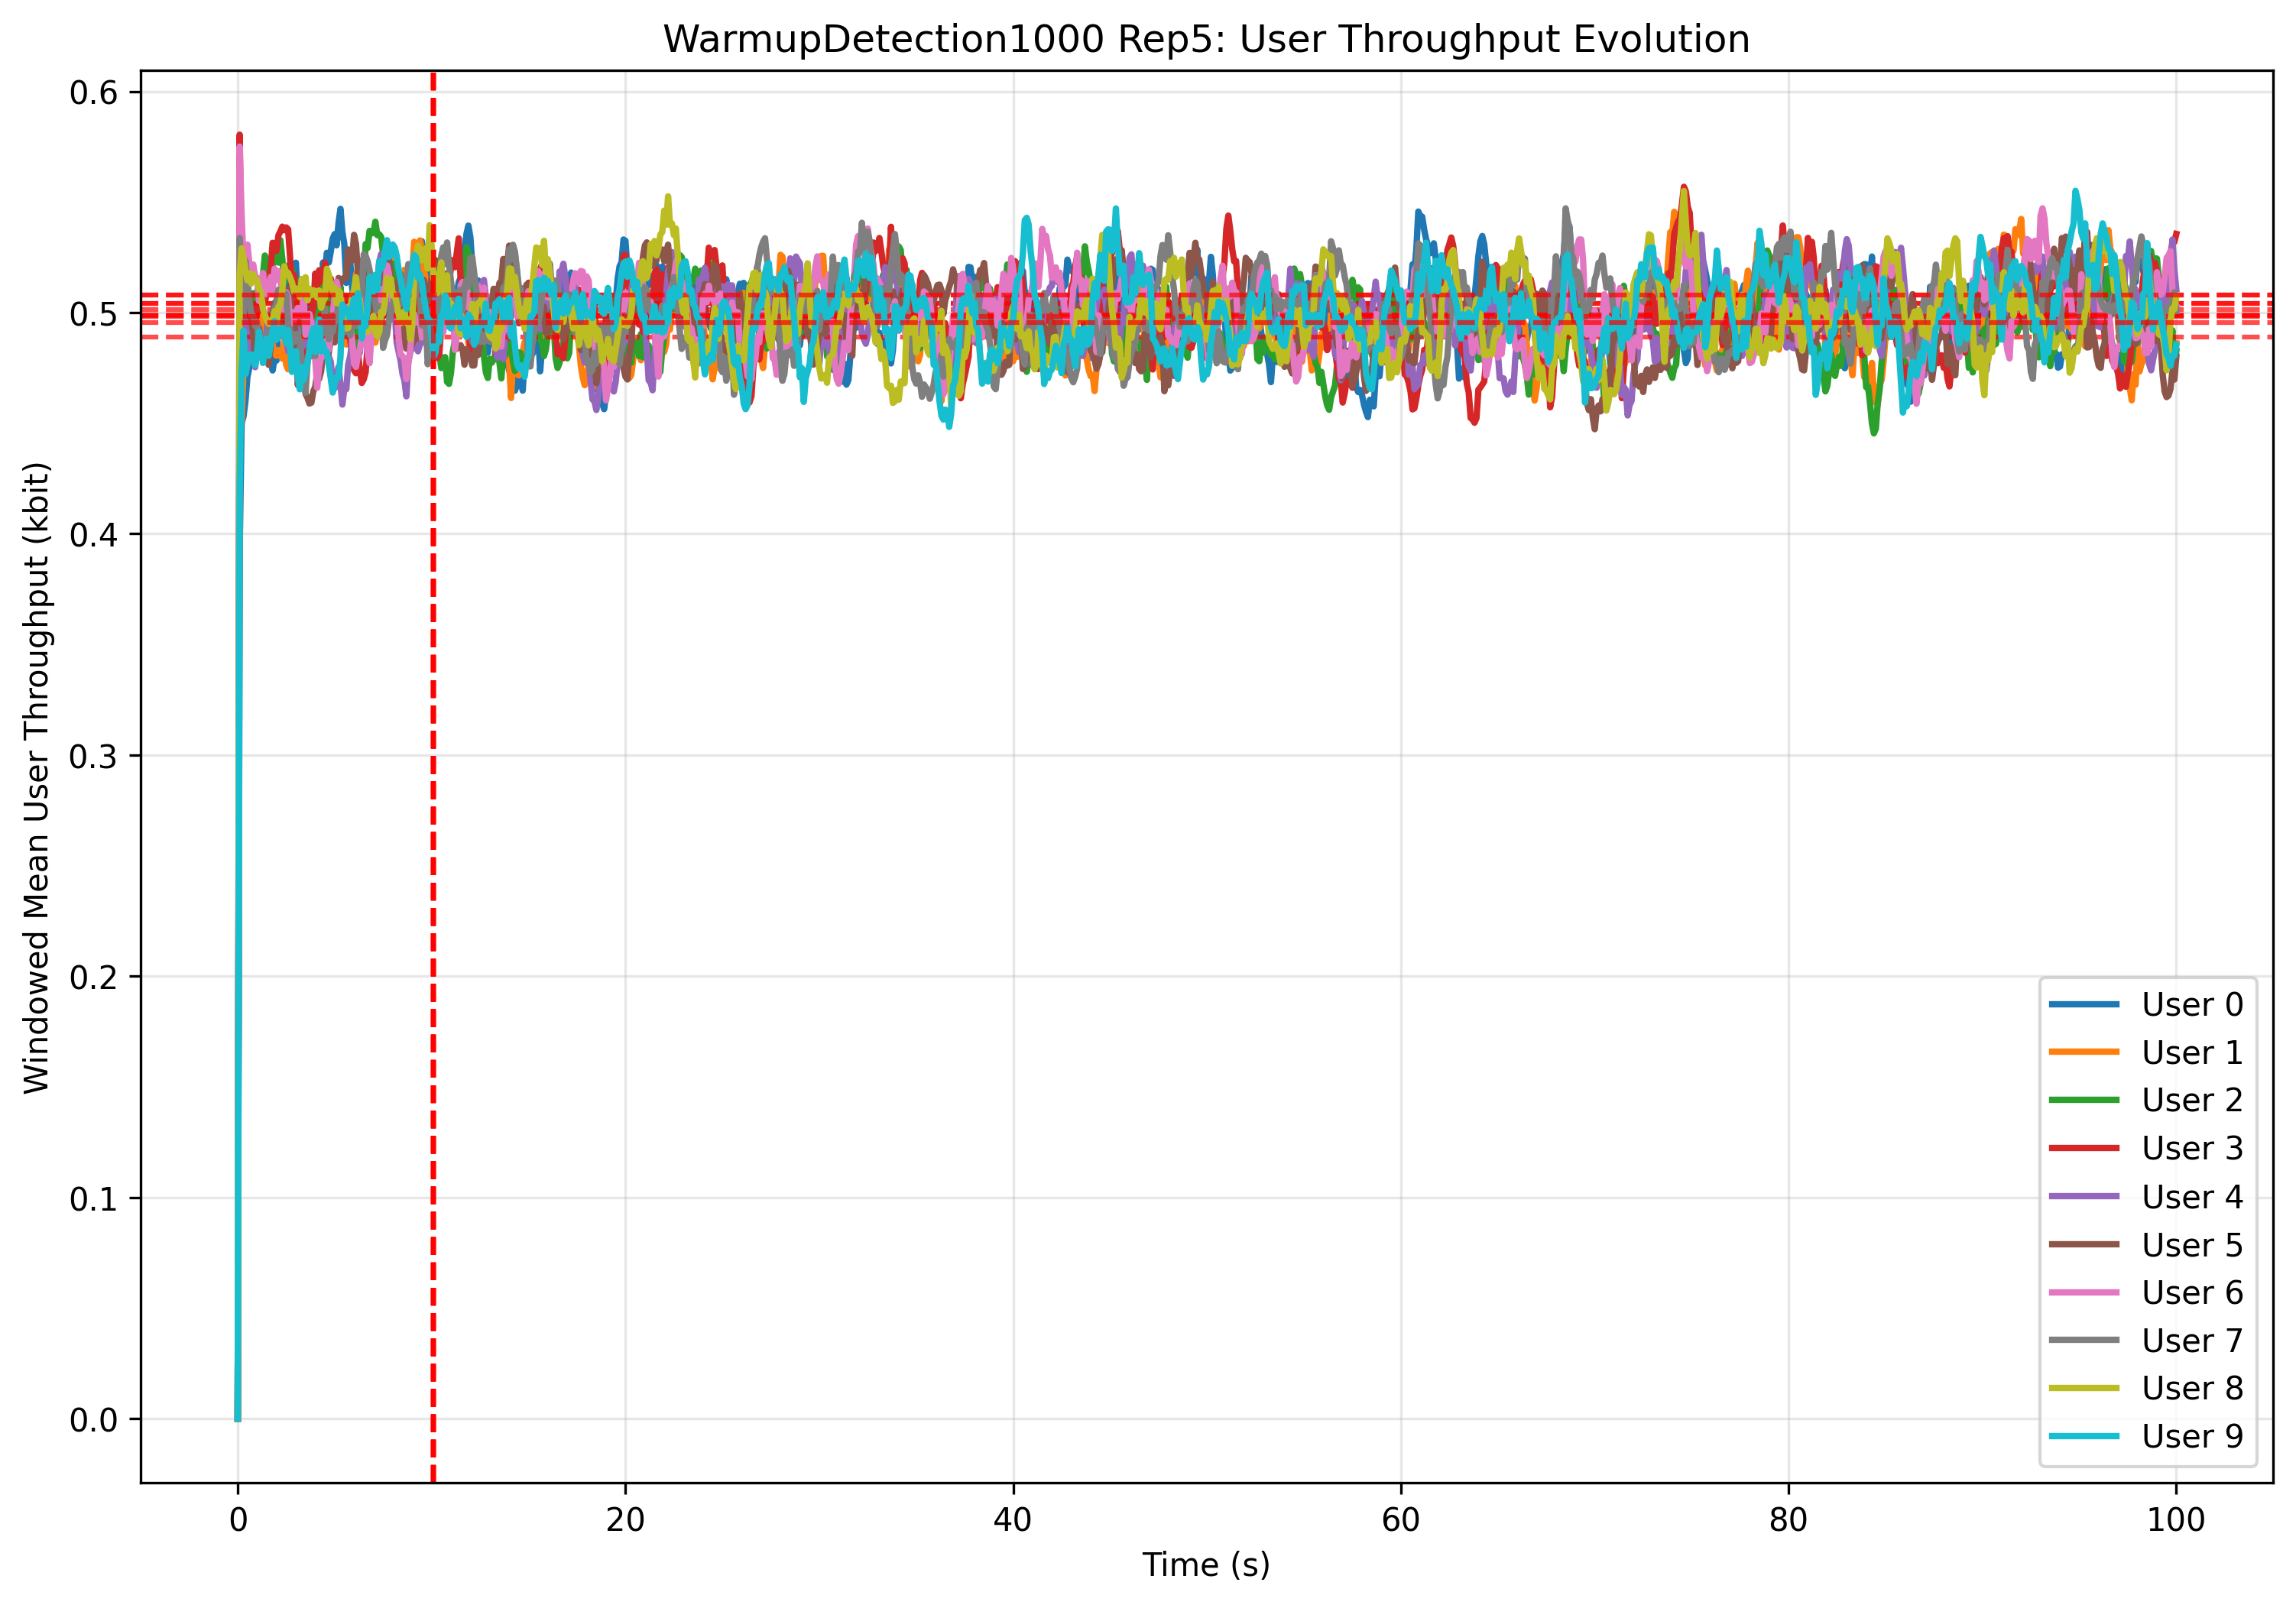 WarmupDetection1000 Rep5: User Throughput Evolution
Windowed Mean User Throughput (kbit)
0.6
0.5
0.4
0.3
0.2
0.1
0.0
User 0
User 1
User 2
User 3
User 4
User 5
User 6
User 7
User 8
User 9
0 20 40 60 80 100
Time (s)